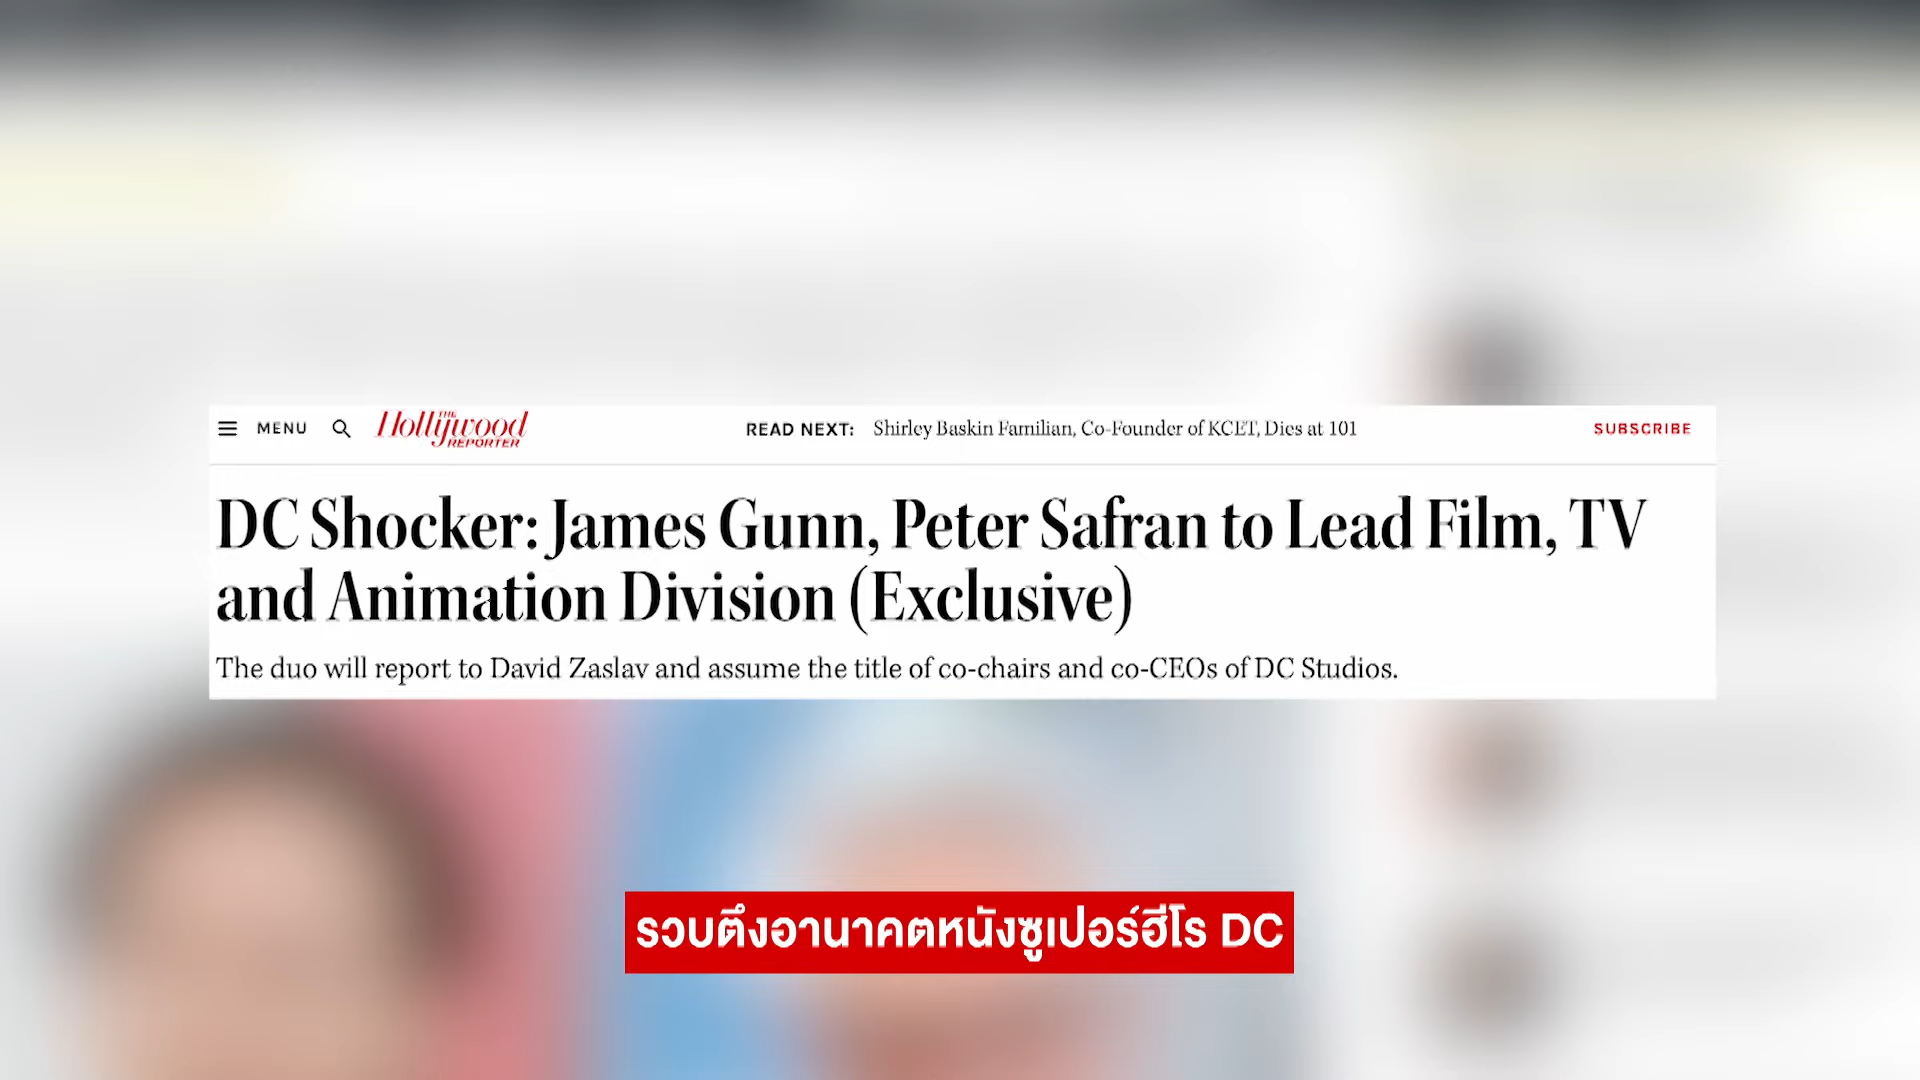 MENU
THE
Hollywood
REPORTER
READ NEXT: Shirley Baskin Familian, Co-Founder of KCET, Dies at 101
SUBSCRIBE
DC Shocker: James Gunn, Peter Safran to Lead Film, TV
and Animation Division (Exclusive)
The duo will report to David Zaslav and assume the title of co-chairs and co-CEOs of DC Studios.
รวบตึงอานาคตหนังซูเปอร์ฮีโร DC